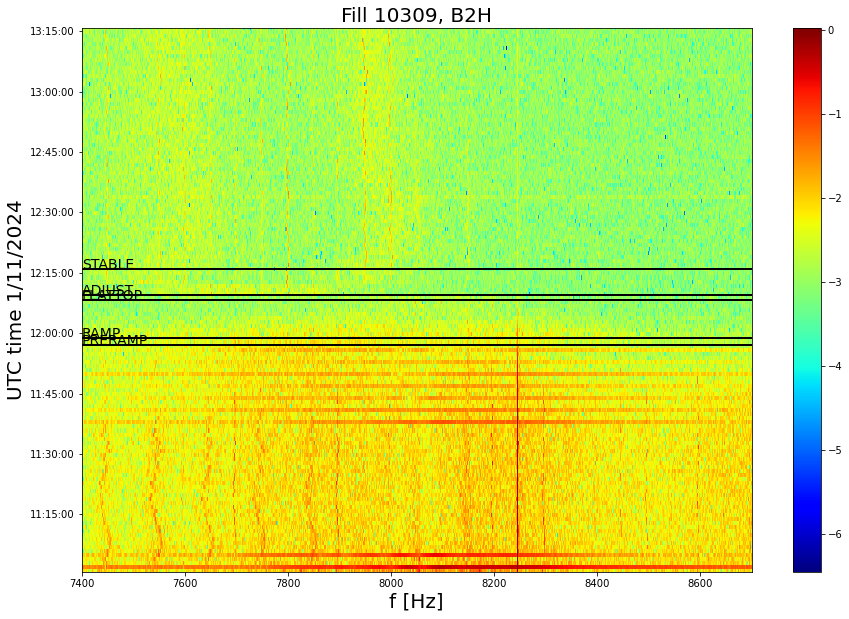 Fill 10309, B2H
13:15:00
13:00:00
12:45:00
12:30:00
12:15:00
12:00:00
11:45:00
11:30:00
11:15:00
UTC time 1/11/2024
STABLE
ADJUST
FLATTOP
RAMP
PRERAMP
7400 7600 7800 8000 8200 8400 8600
f [Hz]
0
−1
−2
−3
−4
−5
−6